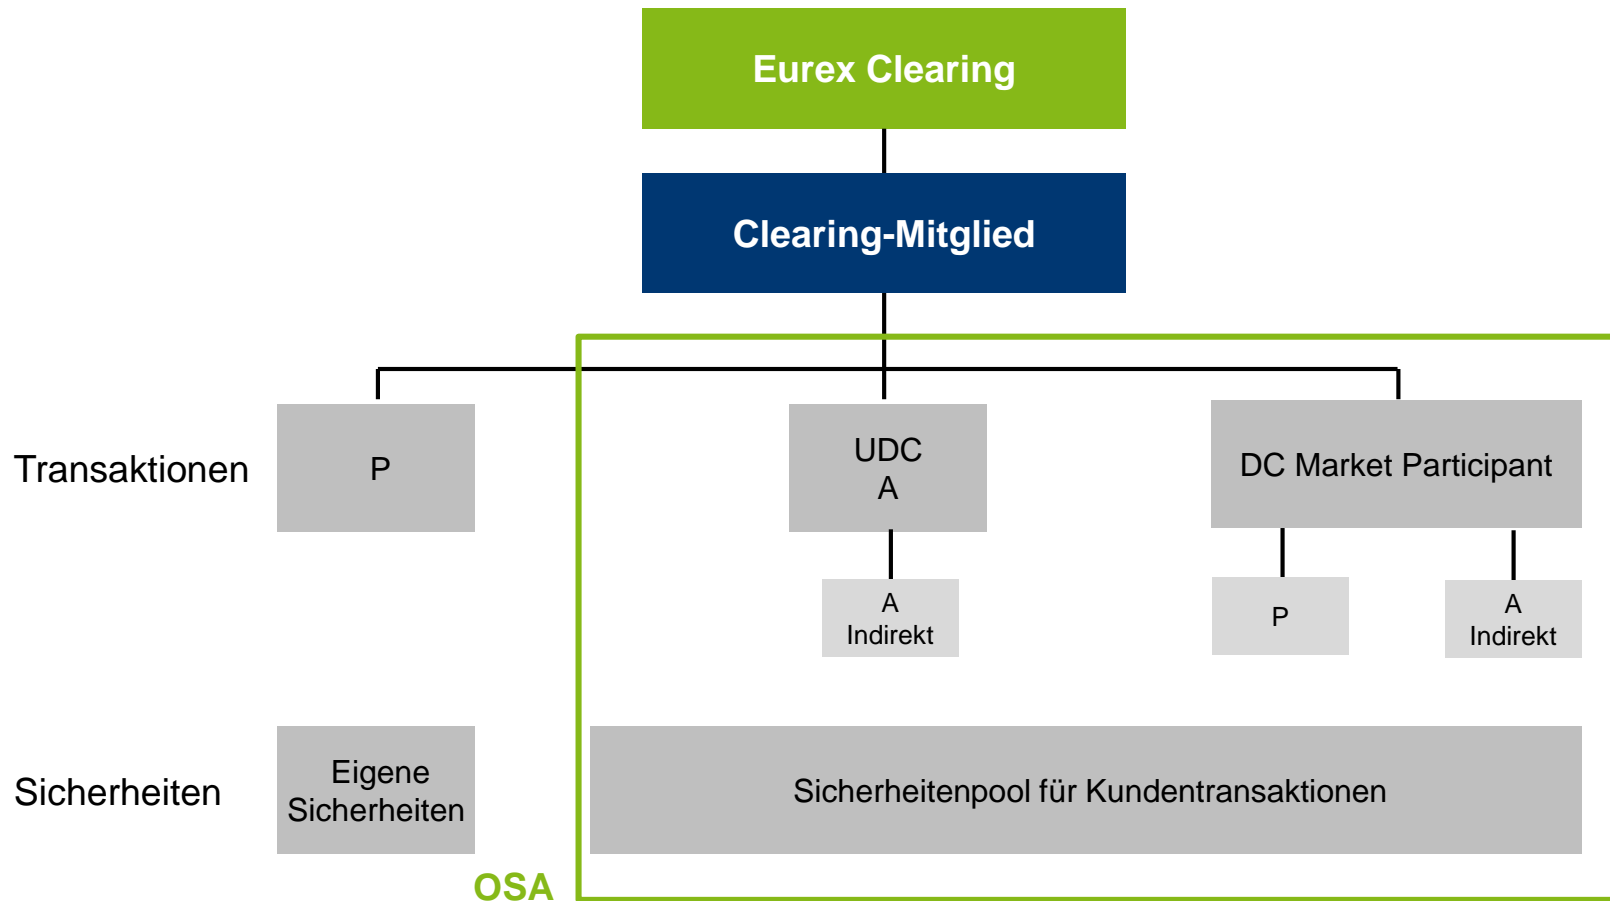 Eurex Clearing
Clearing-Mitglied
Transaktionen
P
UDC
A
DC Market Participant
A
Indirekt
P
A
Indirekt
Sicherheiten
Eigene
Sicherheiten
Sicherheitenpool für Kundentransaktionen
OSA